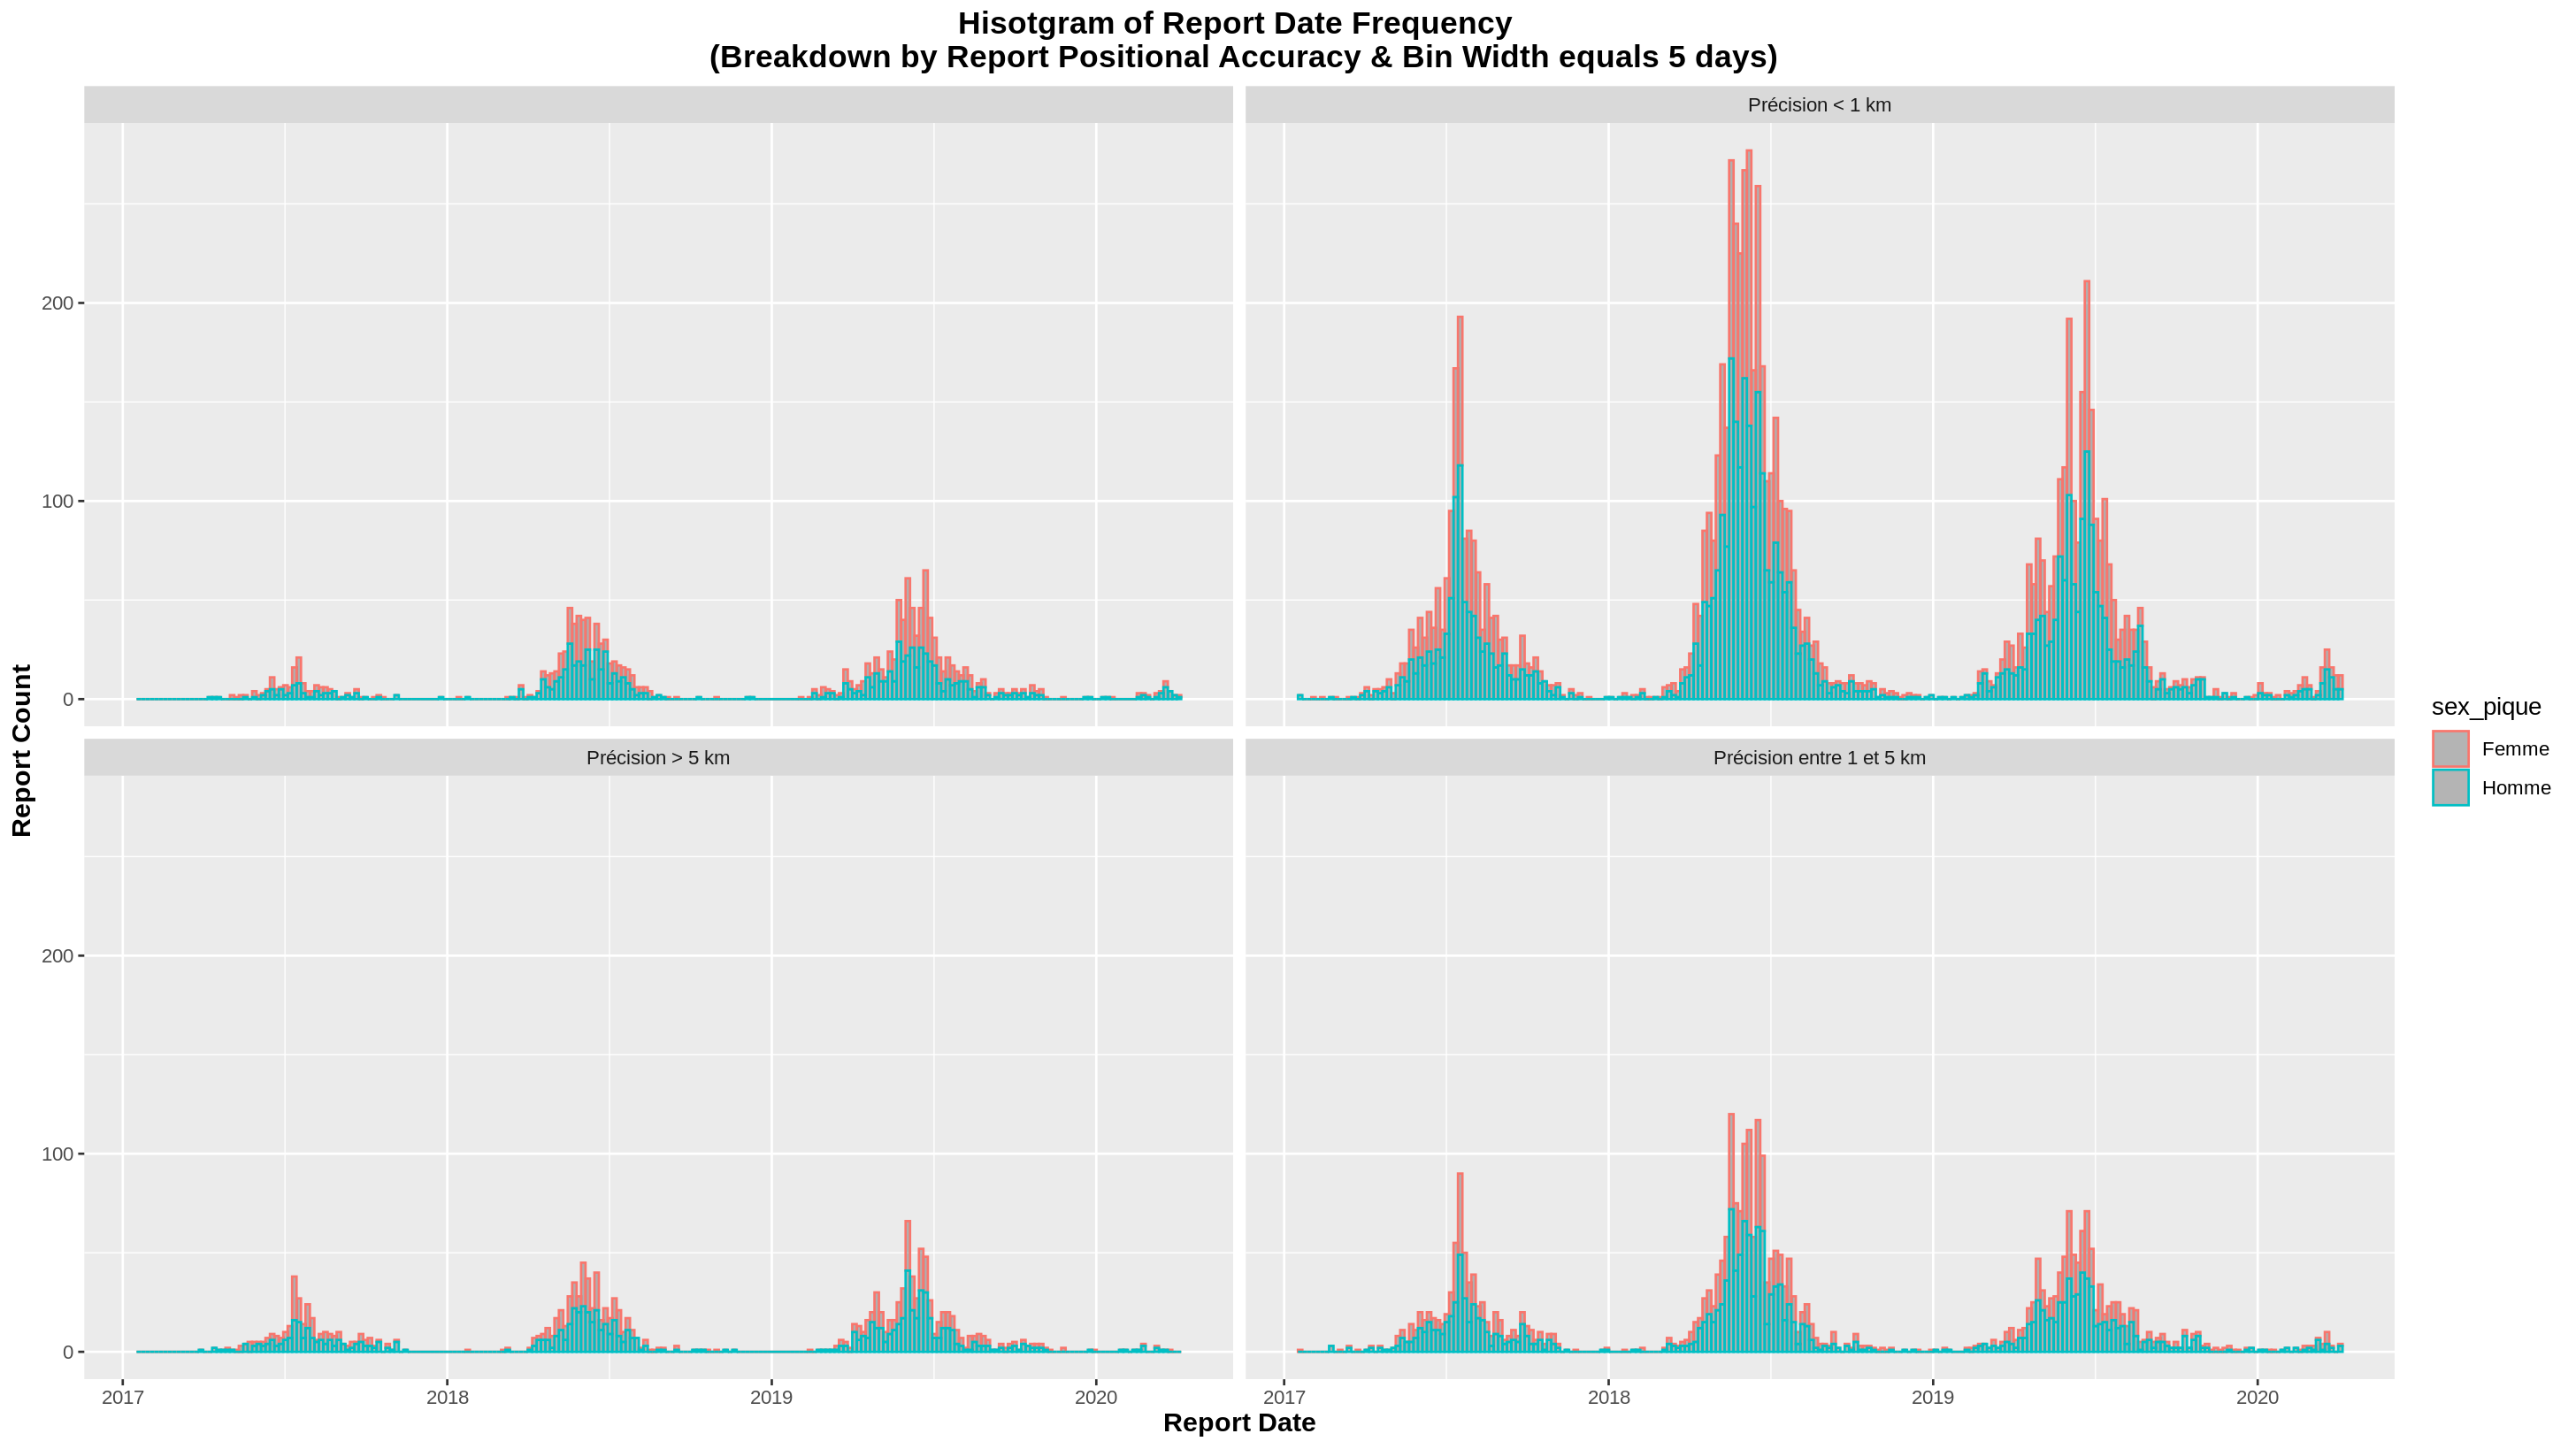 Hisotgram of Report Date Frequency
(Breakdown by Report Positional Accuracy & Bin Width equals 5 days)
Précision < 1 km
200
100
0
Précision > 5 km
Précision entre 1 et 5 km
200
100
0
2017
2018
2019
2020
2017
2018
2019
2020
Report Date
Report Count
sex_pique
Femme
Homme